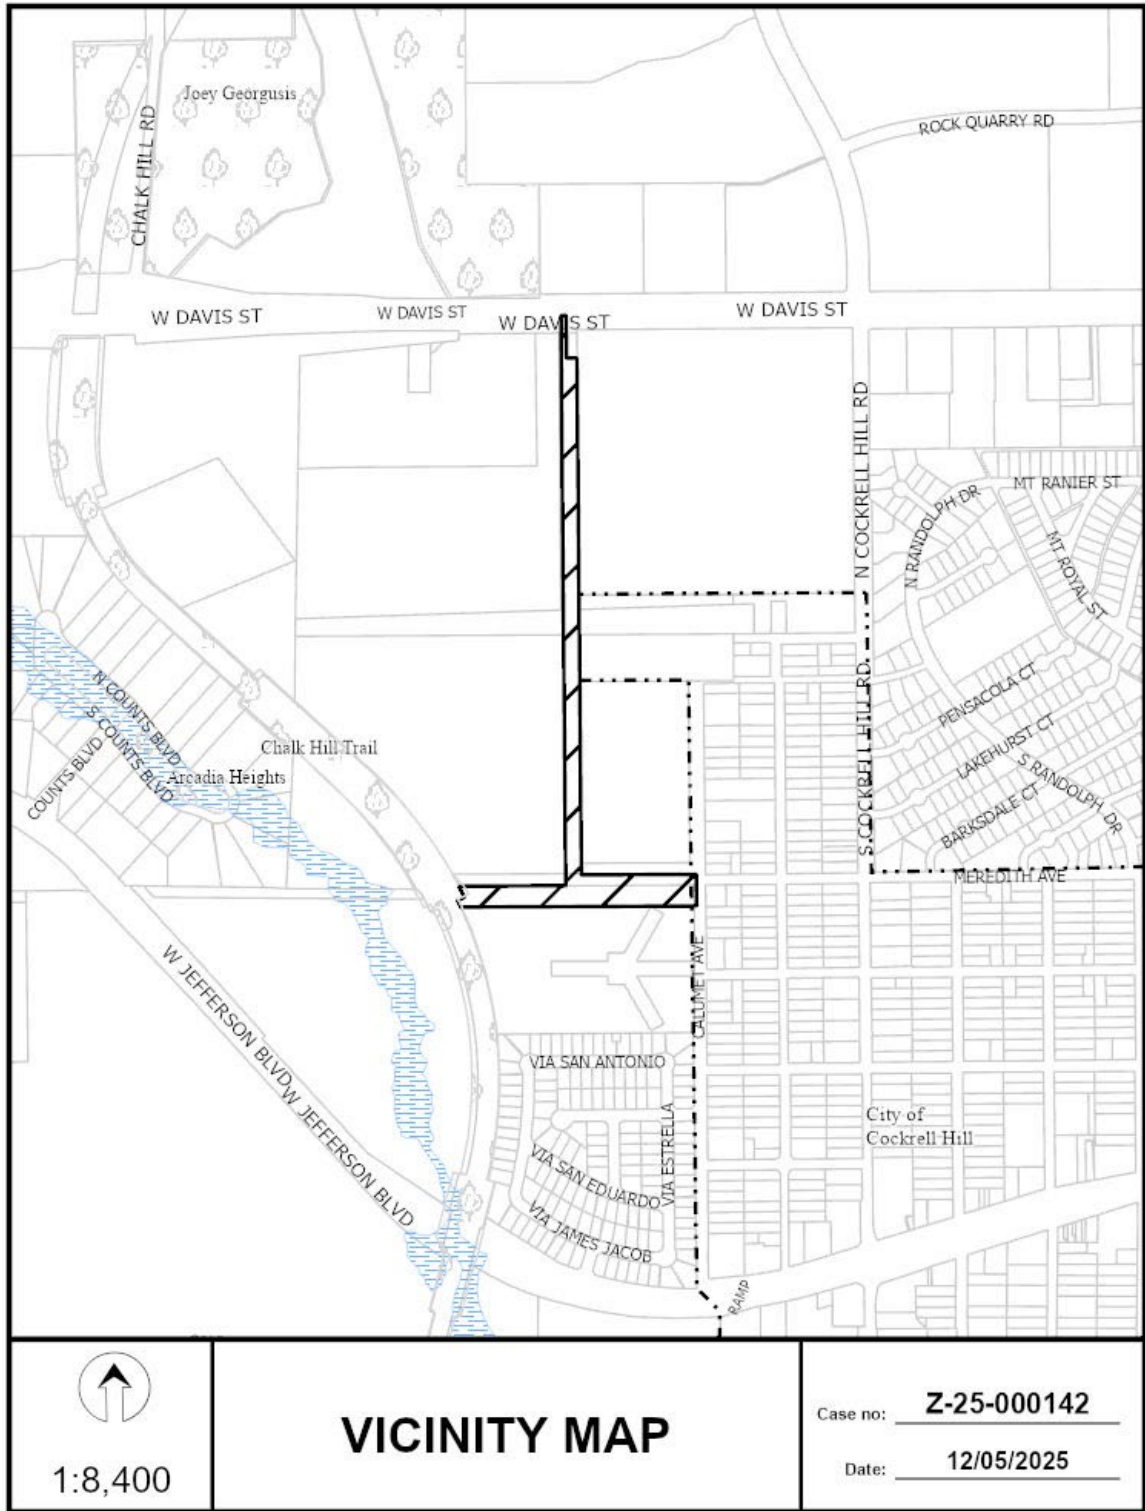 Joey Georgusis
CHALK HILL RD
ROCK QUARRY RD
W DAVIS ST
W DAVIS ST
W DAVIS ST
W DAVIS ST
N COCKRELL HILL RD
N RANDOLPH DR
MT RANIER ST
MT ROYAL ST
S COCKRELL HILL RD
PENSACOLA CT
LAKEHURST CT
S RANDOLPH DR
BARKSDALE CT
MEREDITH AVE
N COUNTS BLVD
S COUNTS BLVD
COUNTS BLVD
Chalk Hill Trail
Arcadia Heights
W JEFFERSON BLVD
W JEFFERSON BLVD
CALUMET AVE
VIA SAN ANTONIO
VIA ESTRELLA
VIA SAN EDUARDO
VIA JAMES JACOB
City of
Cockrell Hill
RAMP
1:8,400
VICINITY MAP
Case no: Z-25-000142
Date: 12/05/2025